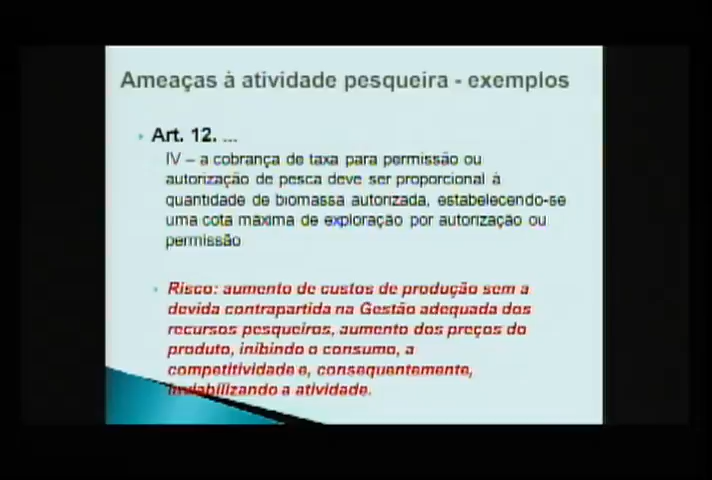 Ameaças à atividade pesqueira - exemplos
Art. 12. ...
IV – a cobrança de taxa para permissão ou
autorização de pesca deve ser proporcional à
quantidade de biomassa autorizada, estabelecendo-se
uma cota máxima de exploração por autorização ou
permissão
Risco: aumento de custos de produção sem a
devida contrapartida na Gestão adequada dos
recursos pesqueiros, aumento dos preços do
produto, inibindo o consumo, a
competitividade e, consequentemente,
inviabilizando a atividade.